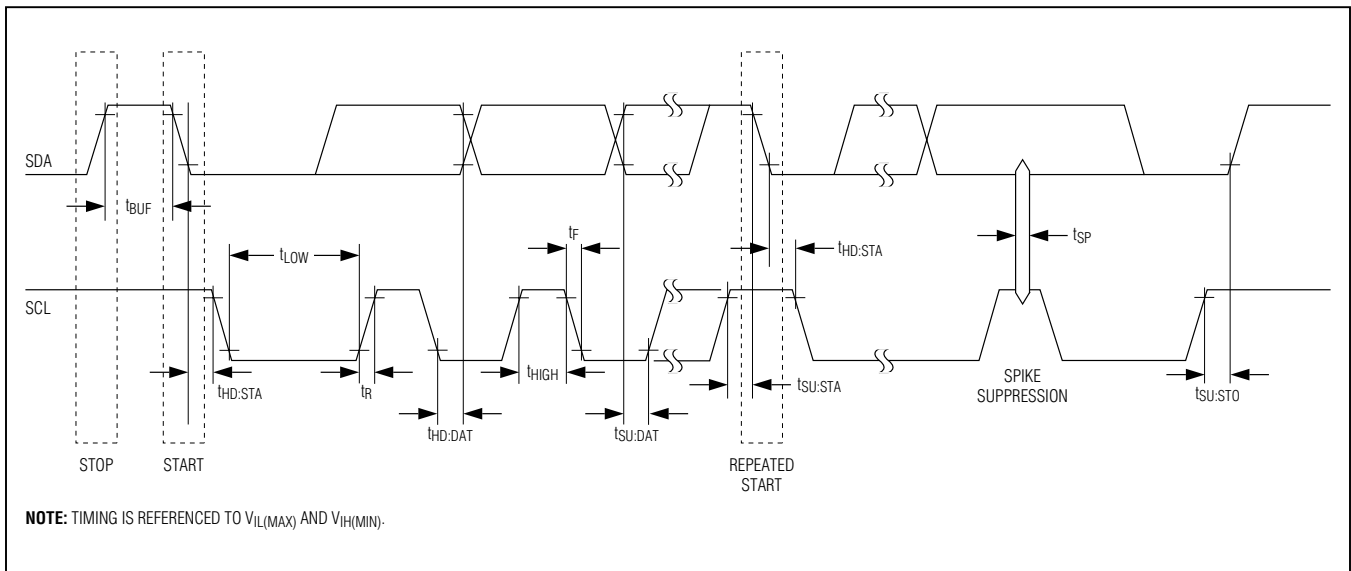 SDA
tBUF
tF
tSP
tHD:STA
tLOW
SCL
tHD:STA
tR
tHIGH
tHD:DAT
tSU:DAT
tSU:STA
SPIKE
SUPPRESSION
tSU:STO
STOP
START
REPEATED
START
NOTE: TIMING IS REFERENCED TO VIL(MAX) AND VIH(MIN).